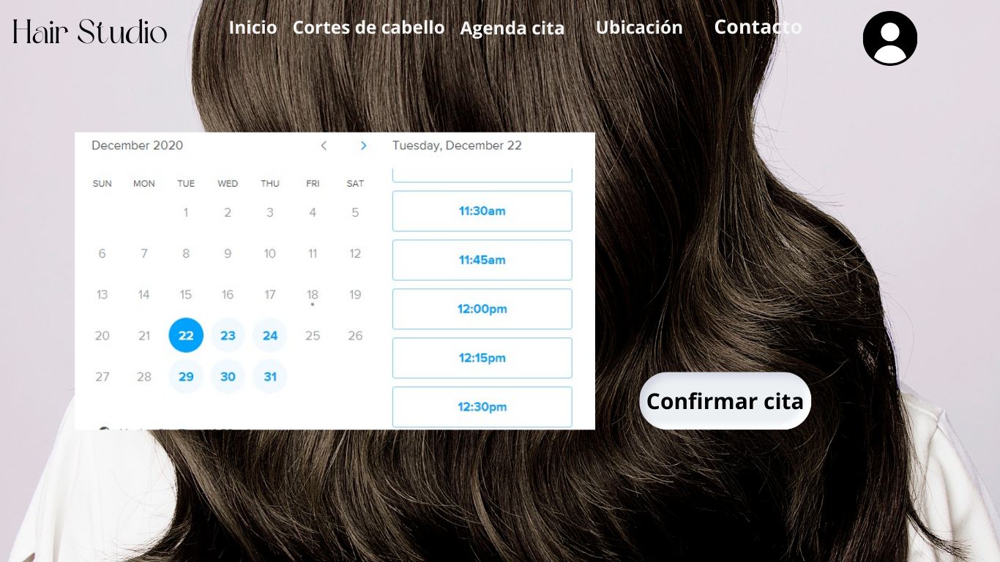 Hair Studio
Inicio Cortes de cabello Agenda cita Ubicación Contacto
December 2020
Tuesday, December 22
SUN MON TUE WED THU FRI SAT
1 2 3 4 5
6 7 8 9 10 11 12
13 14 15 16 17 18 19
20 21 22 23 24 25 26
27 28 29 30 31
11:30am
11:45am
12:00pm
12:15pm
12:30pm
Confirmar cita